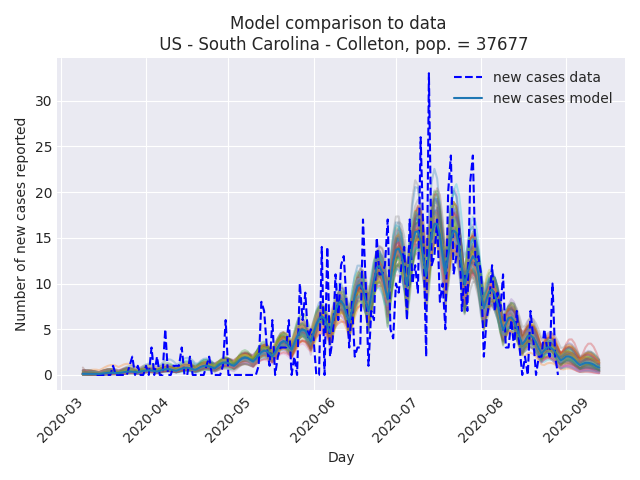 Model comparison to data
US - South Carolina - Colleton, pop. = 37677
new cases data
new cases model
Number of new cases reported
30
25
20
15
10
5
0
2020-03
2020-04
2020-05
2020-06
2020-07
2020-08
2020-09
Day